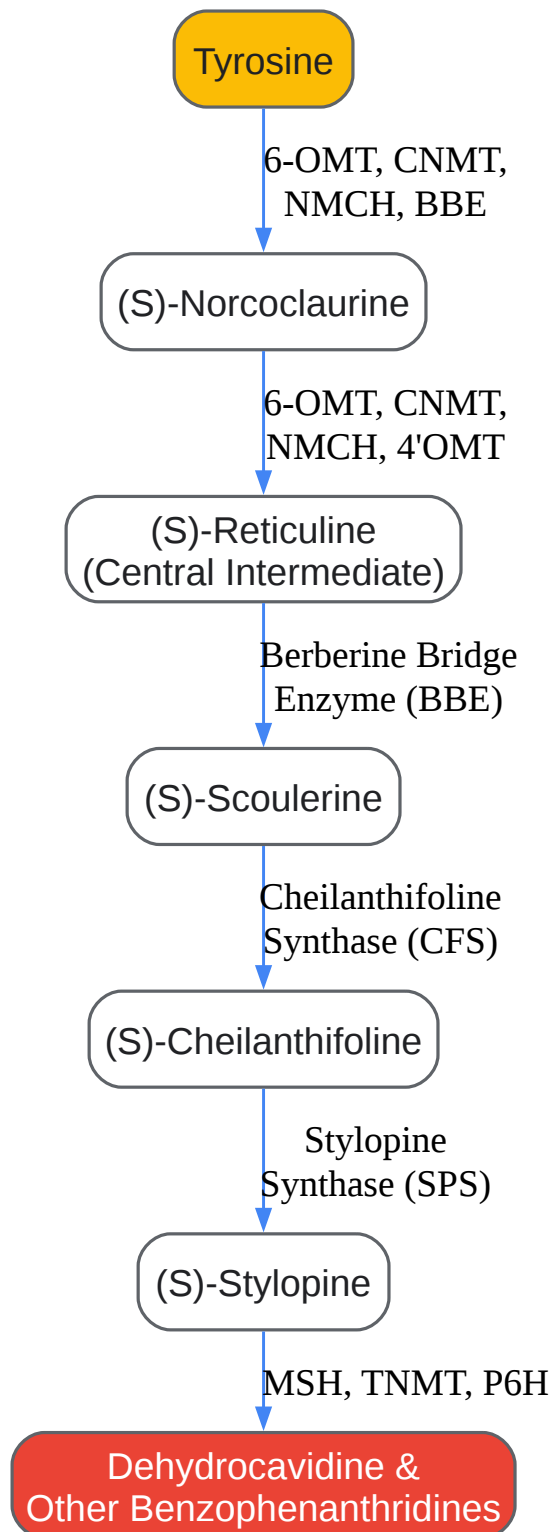 Tyrosine
6-OMT, CNMT,
NMCH, BBE
(S)-Norcoclaurine
6-OMT, CNMT,
NMCH, 4'OMT
(S)-Reticuline
(Central Intermediate)
Berberine Bridge
Enzyme (BBE)
(S)-Scoulerine
Cheilanthifoline
Synthase (CFS)
(S)-Cheilanthifoline
Stylopine
Synthase (SPS)
(S)-Stylopine
MSH, TNMT, P6H
Dehydrocavidine &
Other Benzophenanthridines